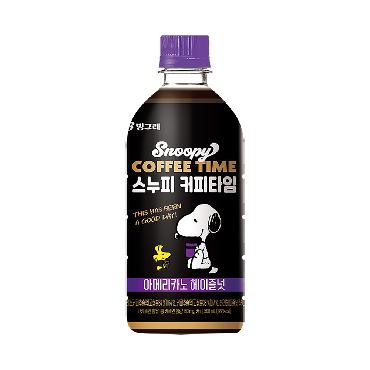 빙그레
Snoopy
COFFEE TIME
스누피 커피타임
THIS HAS BEEN
A GOOD DAY!
아메리카노 헤이즐넛